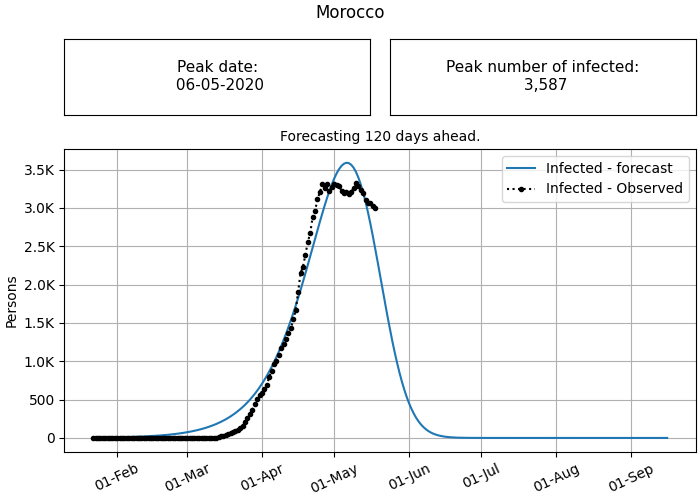 Morocco
Peak date:
06-05-2020
Peak number of infected:
3,587
Forecasting 120 days ahead.
Infected - forecast
Infected - Observed
Persons
3.5K
3.0K
2.5K
2.0K
1.5K
1.0K
500
0
01-Feb
01-Mar
01-Apr
01-May
01-Jun
01-Jul
01-Aug
01-Sep